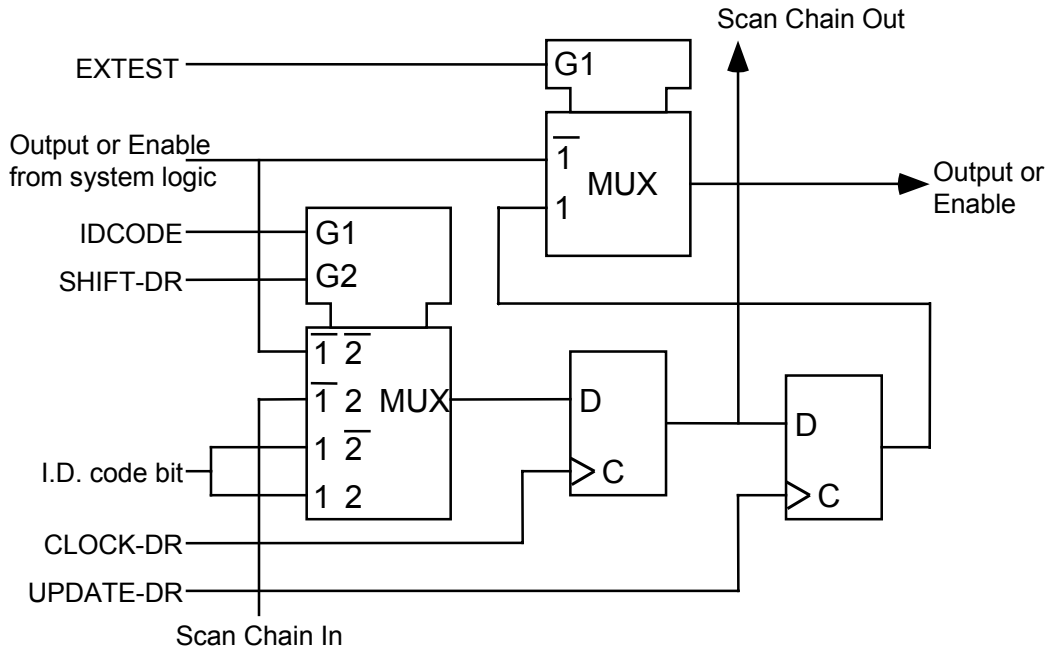 Scan Chain Out
EXTEST
G1
Output or Enable
from system logic
1̅
MUX
1
Output or
Enable
IDCODE
G1
SHIFT-DR
G2
1̅ 2̅
1̅ 2 MUX
1 2̅
1 2
I.D. code bit
D
C
D
C
CLOCK-DR
UPDATE-DR
Scan Chain In